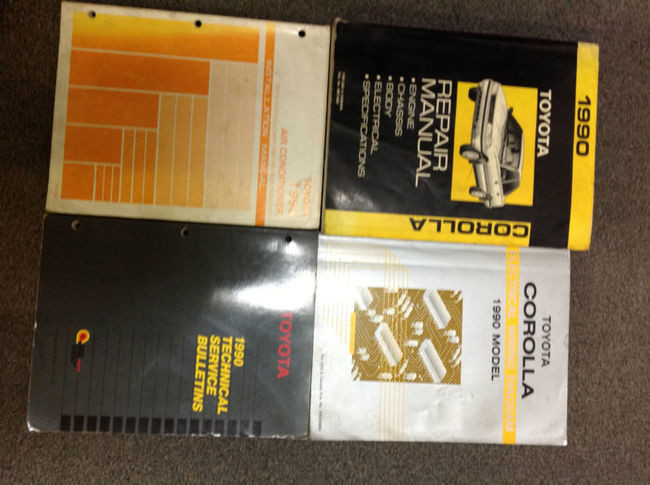 TOYOTA
1984
AIR CONDITIONER
INSTALLATION MANUAL
1990
TOYOTA
COROLLA
REPAIR
MANUAL
• ENGINE
• CHASSIS
• BODY
• ELECTRICAL
• SPECIFICATIONS
TOYOTA
1990
TECHNICAL
SERVICE
BULLETINS
TOYOTA
COROLLA
1990 MODEL
ELECTRICAL WIRING DIAGRAM